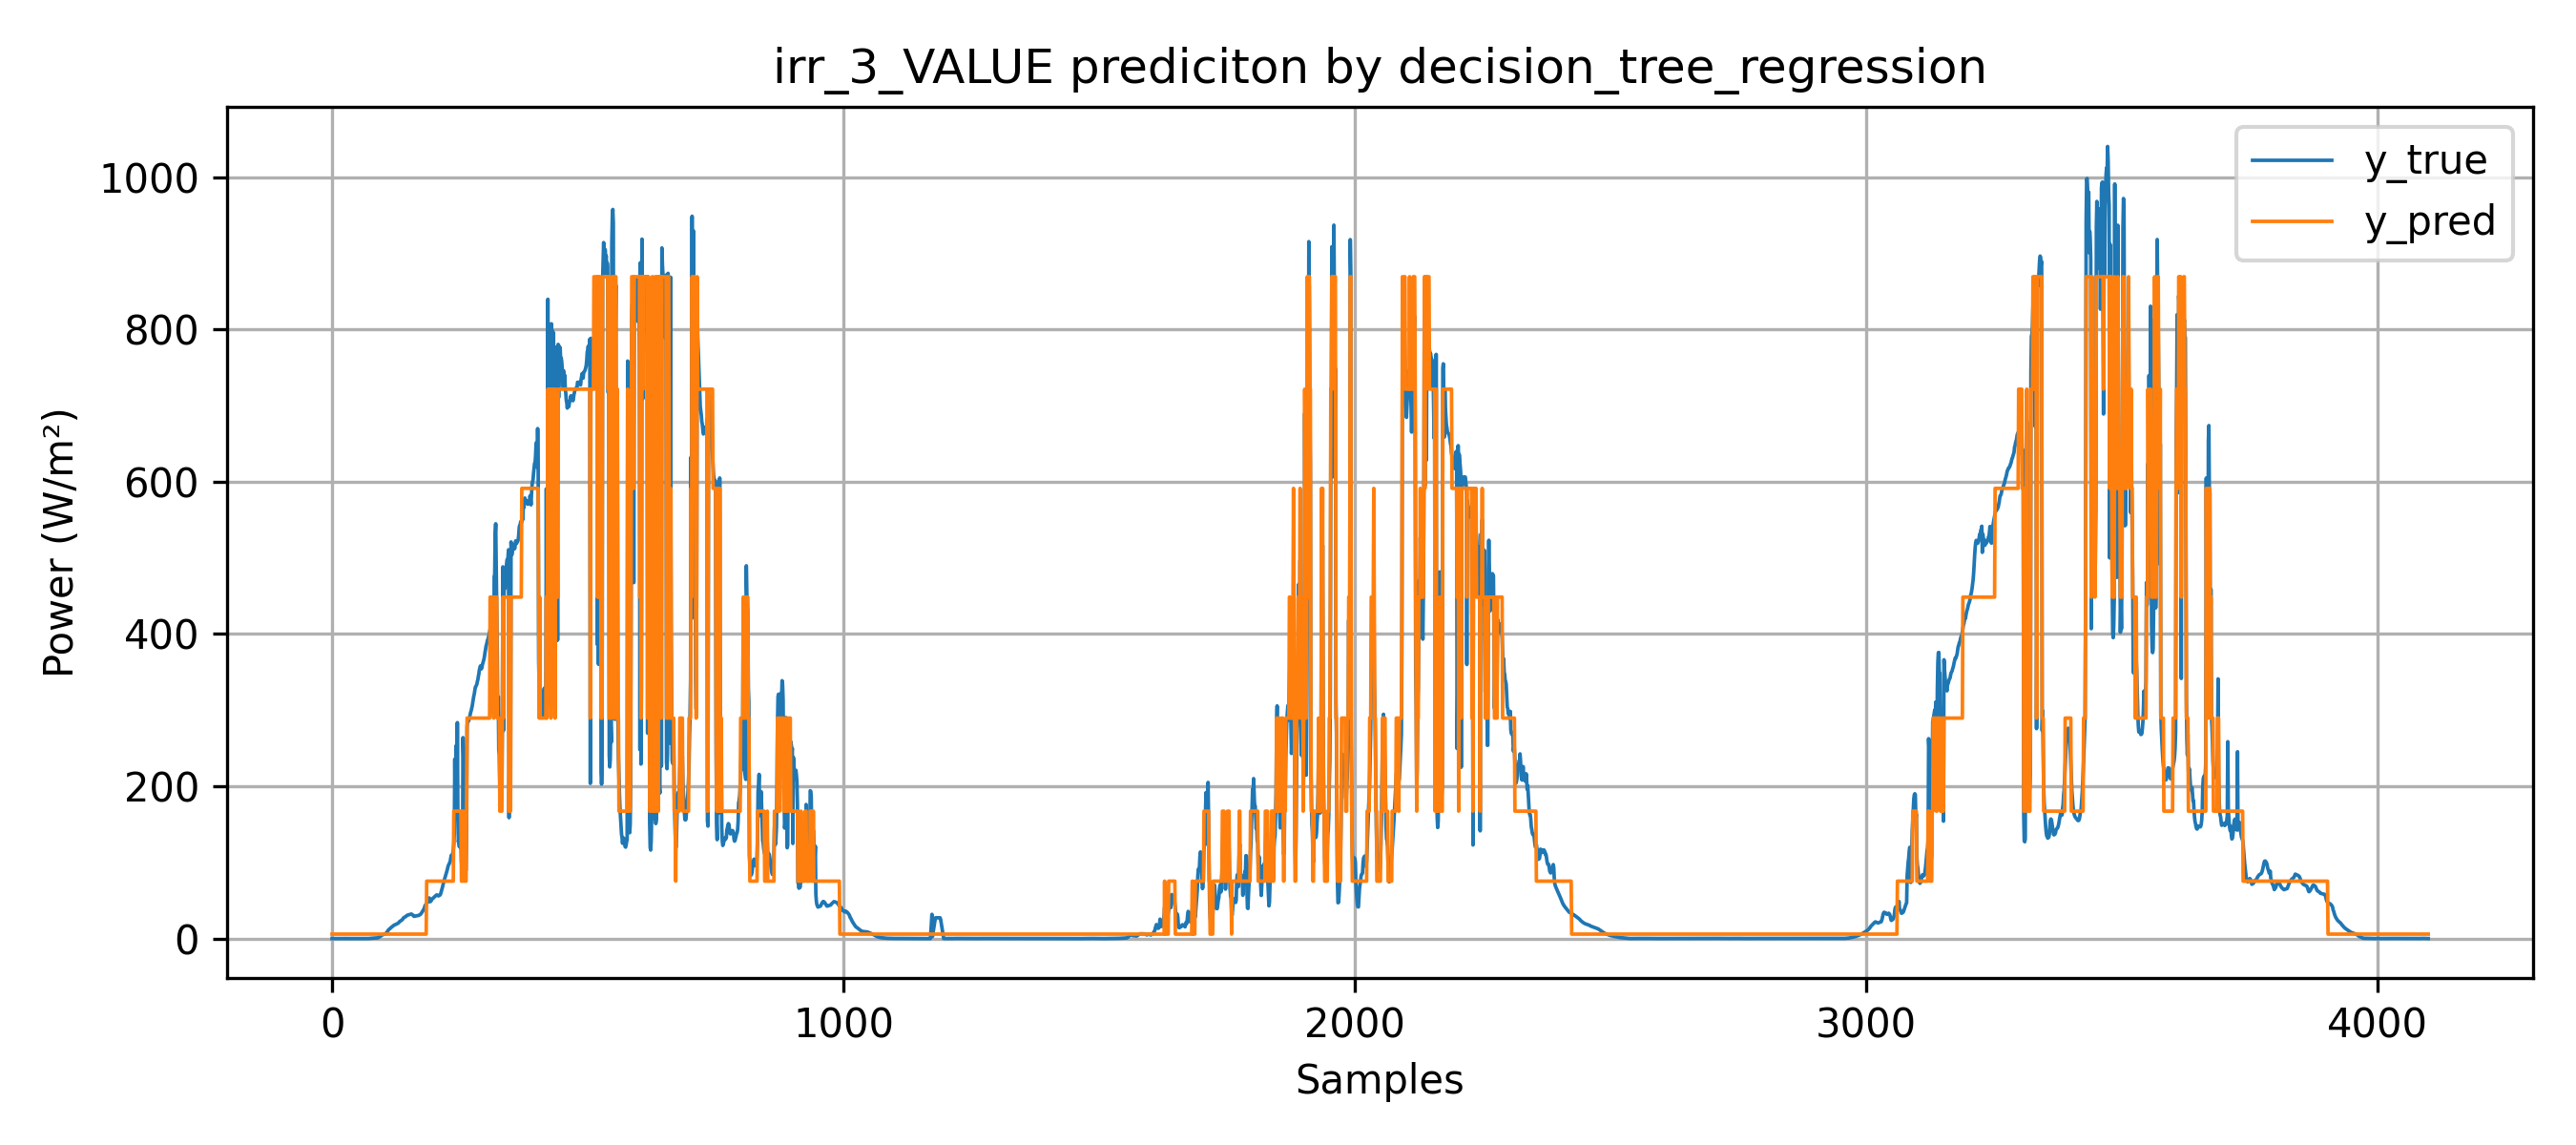 irr_3_VALUE prediciton by decision_tree_regression
y_true
y_pred
Power (W/m²)
1000
800
600
400
200
0
0 1000 2000 3000 4000
Samples